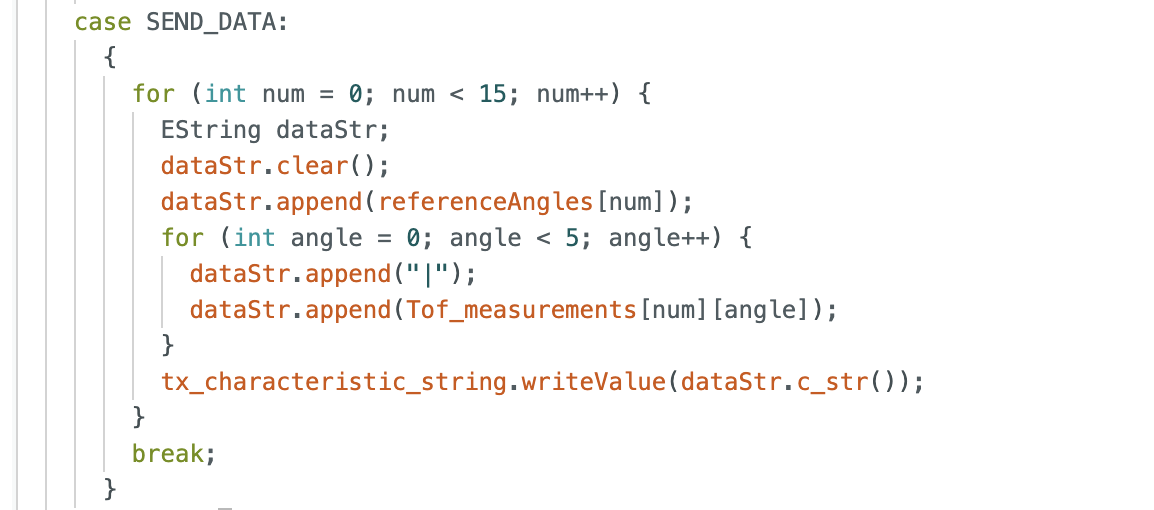 case SEND_DATA:
{
for (int num = 0; num < 15; num++) {
EString dataStr;
dataStr.clear();
dataStr.append(referenceAngles[num]);
for (int angle = 0; angle < 5; angle++) {
dataStr.append("|");
dataStr.append(Tof_measurements[num][angle]);
}
tx_characteristic_string.writeValue(dataStr.c_str());
}
break;
}